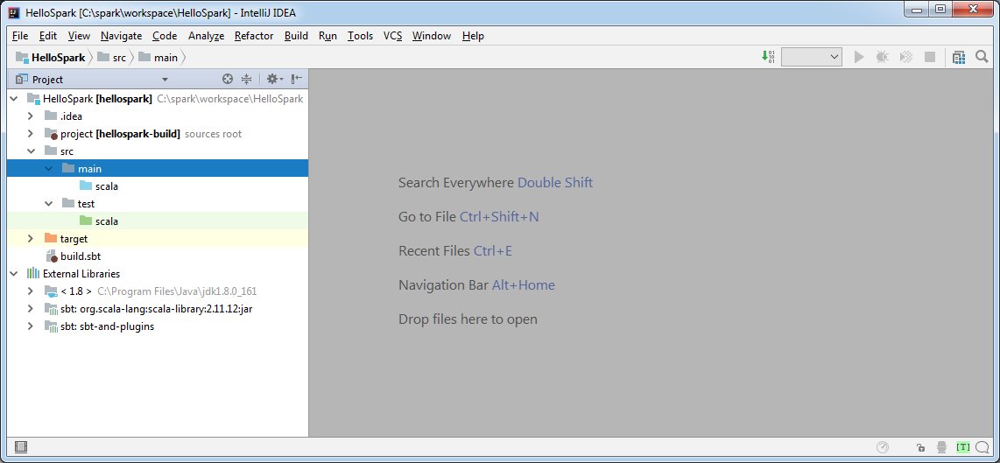 HelloSpark [C:\spark\workspace\HelloSpark] - IntelliJ IDEA
File Edit View Navigate Code Analyze Refactor Build Run Tools VCS Window Help
HelloSpark src main
Project
HelloSpark [hellospark] C:\spark\workspace\HelloSpark
.idea
project [hellospark-build] sources root
src
main
scala
test
scala
target
build.sbt
External Libraries
< 1.8 > C:\Program Files\Java\jdk1.8.0_161
sbt: org.scala-lang:scala-library:2.11.12:jar
sbt: sbt-and-plugins
Search Everywhere Double Shift
Go to File Ctrl+Shift+N
Recent Files Ctrl+E
Navigation Bar Alt+Home
Drop files here to open
[T]